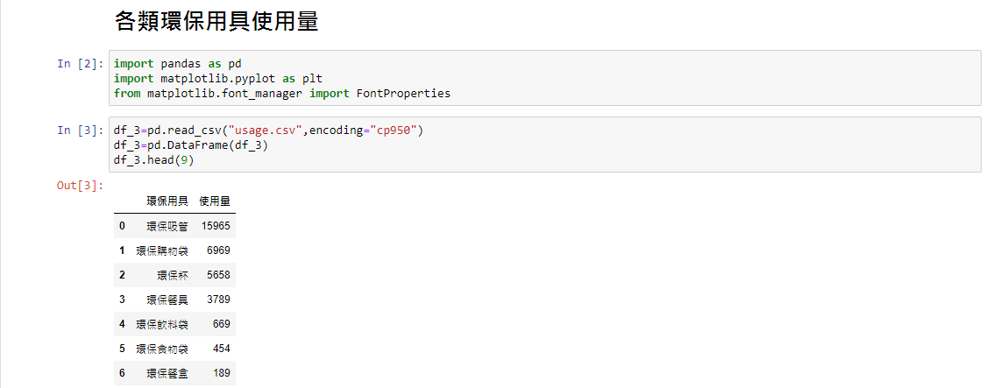 各類環保用具使用量
In [2]: import pandas as pd
import matplotlib.pyplot as plt
from matplotlib.font_manager import FontProperties
In [3]: df_3=pd.read_csv("usage.csv",encoding="cp950")
df_3=pd.DataFrame(df_3)
df_3.head(9)
Out[3]:
環保用具 使用量
0 環保吸管 15965
1 環保購物袋 6969
2 環保杯 5658
3 環保餐具 3789
4 環保飲料袋 669
5 環保食物袋 454
6 環保餐盒 189